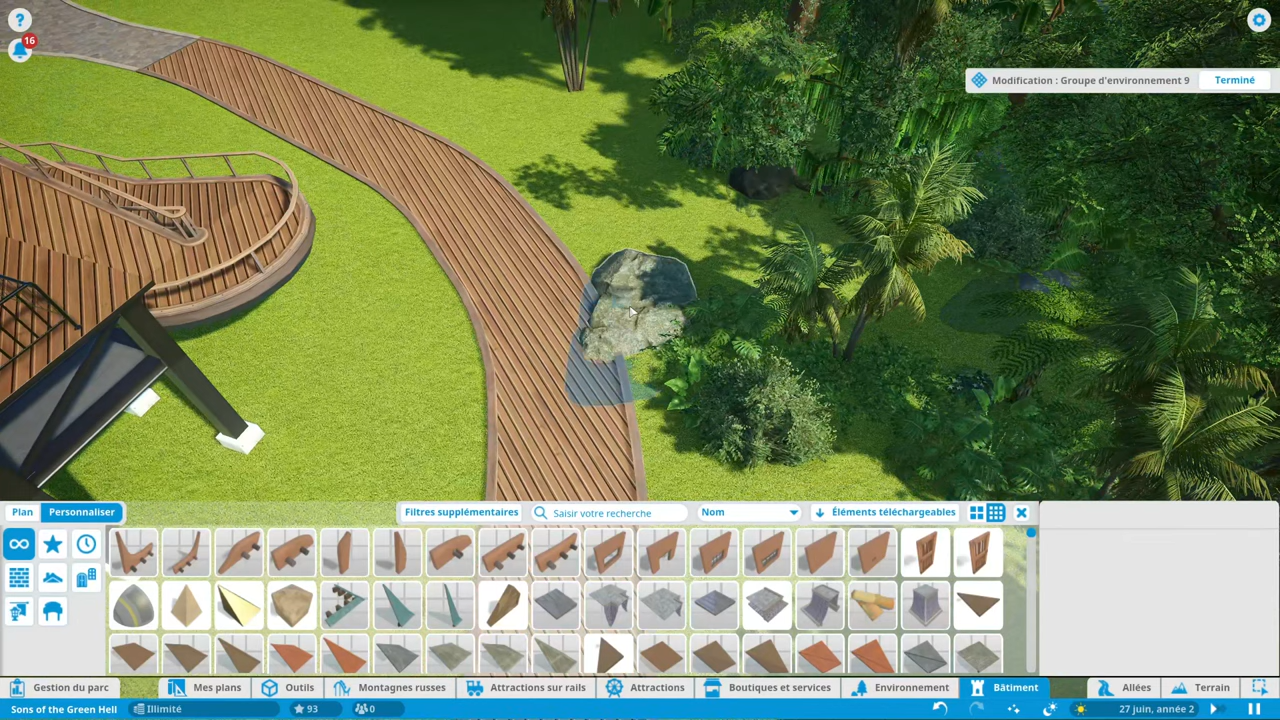 ?
16
Modification : Groupe d'environnement 9
Terminé
Plan
Personnaliser
Filtres supplémentaires
Saisir votre recherche
Nom
Éléments téléchargeables
Gestion du parc
Mes plans
Outils
Montagnes russes
Attractions sur rails
Attractions
Boutiques et services
Environnement
Bâtiment
Allées
Terrain
Sons of the Green Hell
Illimité
93
0
27 juin, année 2